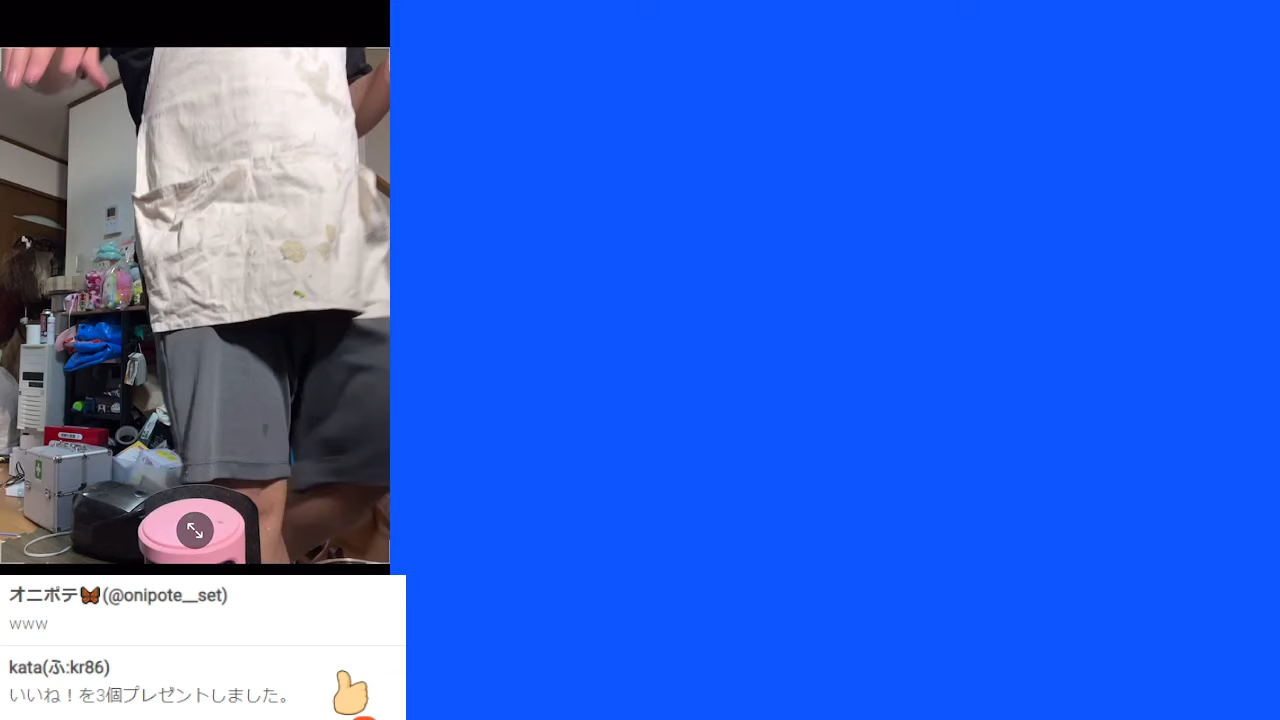 オニポテ🦋(@onipote__set)
www
kata(ふ:kr86)
いいね！を3個プレゼントしました。